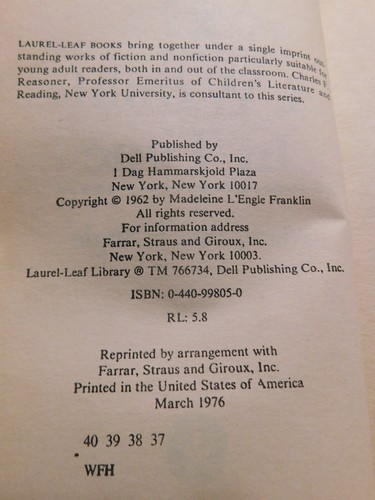 LAUREL-LEAF BOOKS bring together under a single imprint out-
standing works of fiction and nonfiction particularly suitable for
young adult readers, both in and out of the classroom. Charles F.
Reasoner, Professor Emeritus of Children's Literature and
Reading, New York University, is consultant to this series.
Published by
Dell Publishing Co., Inc.
1 Dag Hammarskjold Plaza
New York, New York 10017
Copyright © 1962 by Madeleine L'Engle Franklin
All rights reserved.
For information address
Farrar, Straus and Giroux, Inc.
New York, New York 10003.
Laurel-Leaf Library ® TM 766734, Dell Publishing Co., Inc.
ISBN: 0-440-99805-0
RL: 5.8
Reprinted by arrangement with
Farrar, Straus and Giroux, Inc.
Printed in the United States of America
March 1976
40 39 38 37
WFH